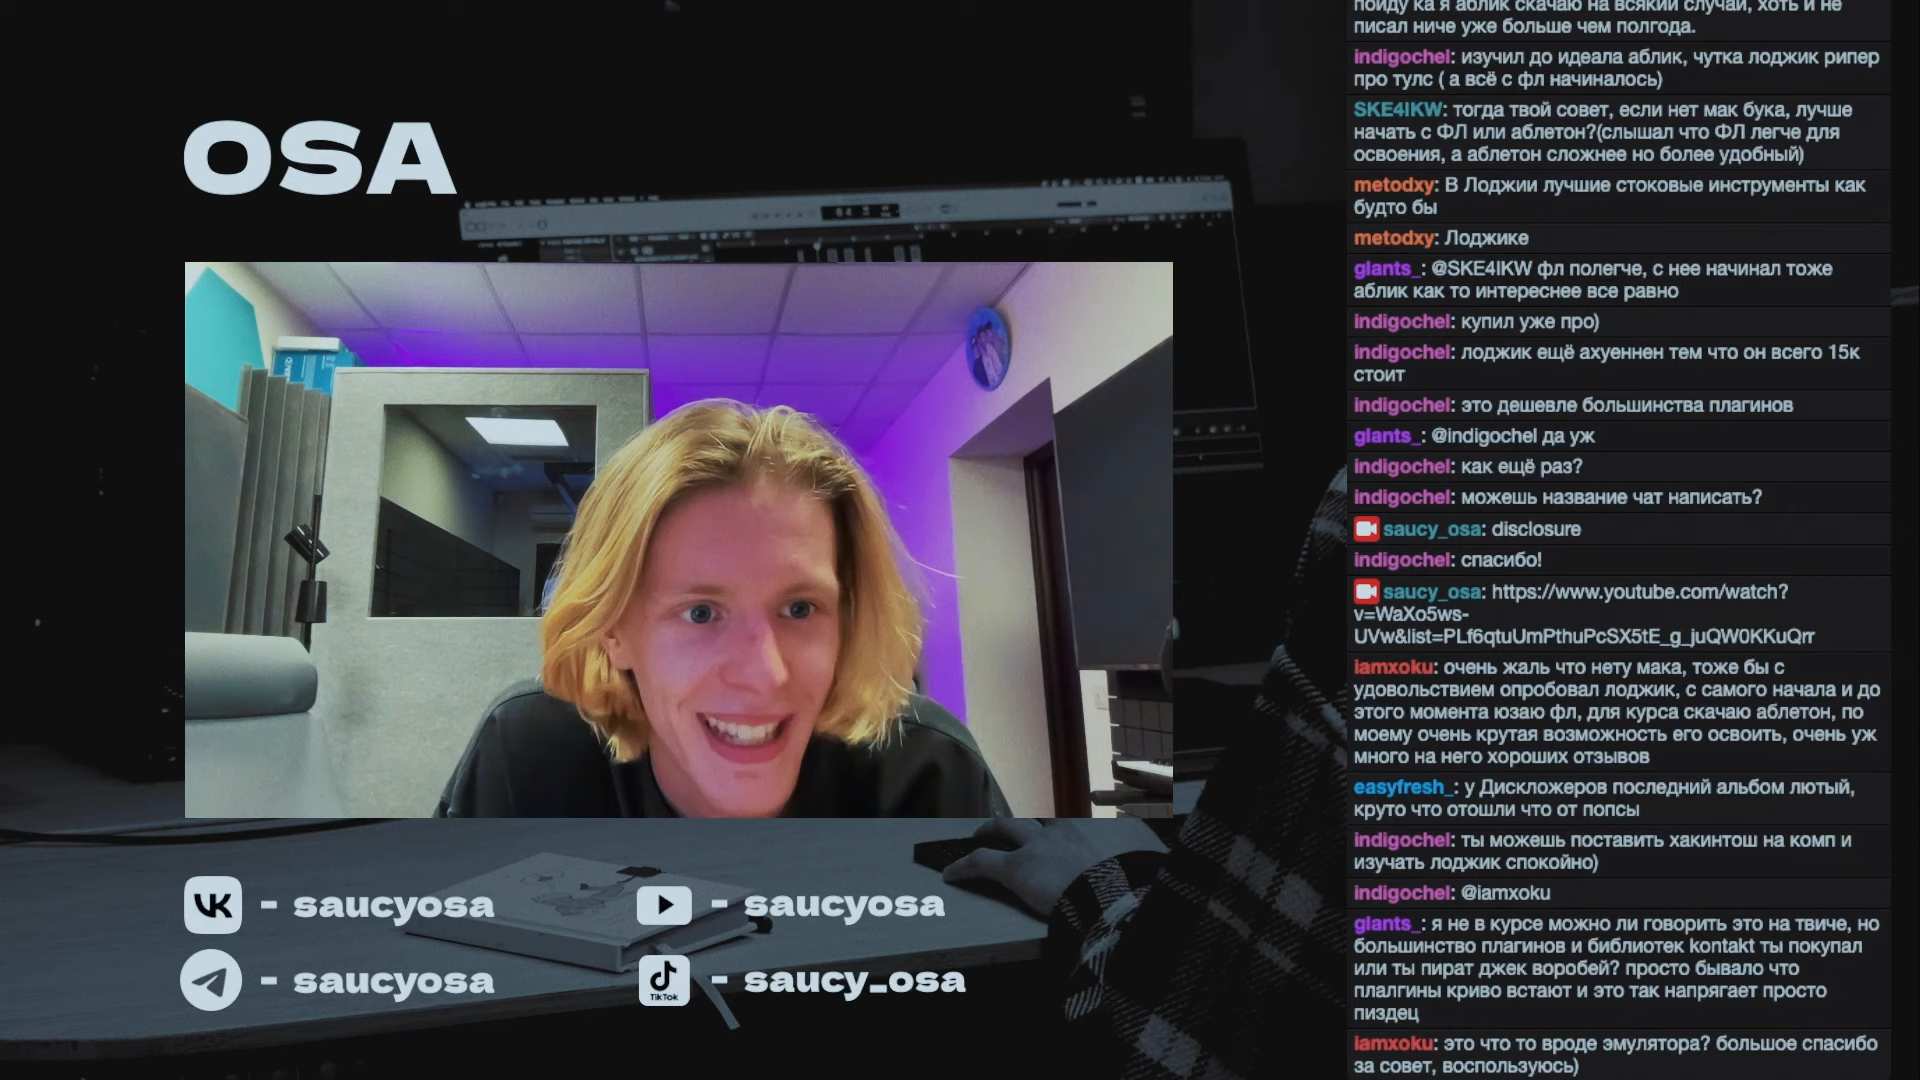 OSA
VK - saucyosa
- saucyosa
- saucyosa
TikTok - saucy_osa
пойду ка я аблик скачаю на всякий случай, хоть и не
писал ниче уже больше чем полгода.
indigochel: изучил до идеала аблик, чутка лоджик рипер
про тулс ( а всё с фл начиналось)
SKE4IKW: тогда твой совет, если нет мак бука, лучше
начать с ФЛ или аблетон?(слышал что ФЛ легче для
освоения, а аблетон сложнее но более удобный)
metodxy: В Лоджии лучшие стоковые инструменты как
будто бы
metodxy: Лоджике
giants_: @SKE4IKW фл полегче, с нее начинал тоже
аблик как то интереснее все равно
indigochel: купил уже про)
indigochel: лоджик ещё ахуеннен тем что он всего 15к
стоит
indigochel: это дешевле большинства плагинов
giants_: @indigochel да уж
indigochel: как ещё раз?
indigochel: можешь название чат написать?
saucy_osa: disclosure
indigochel: спасибо!
saucy_osa: https://www.youtube.com/watch?
v=WaXo5ws-
UVw&list=PLf6qtuUmPthuPcSX5tE_g_juQW0KKuQrr
iamxoku: очень жаль что нету мака, тоже бы с
удовольствием опробовал лоджик, с самого начала и до
этого момента юзаю фл, для курса скачаю аблетон, по
моему очень крутая возможность его освоить, очень уж
много на него хороших отзывов
easyfresh_: у Дискложеров последний альбом лютый,
круто что отошли что от попсы
indigochel: ты можешь поставить хакинтош на комп и
изучать лоджик спокойно)
indigochel: @iamxoku
giants_: я не в курсе можно ли говорить это на твиче, но
большинство плагинов и библиотек kontakt ты покупал
или ты пират джек воробей? просто бывало что
плалгины криво встают и это так напрягает просто
пиздец
iamxoku: это что то вроде эмулятора? большое спасибо
за совет, воспользуюсь)